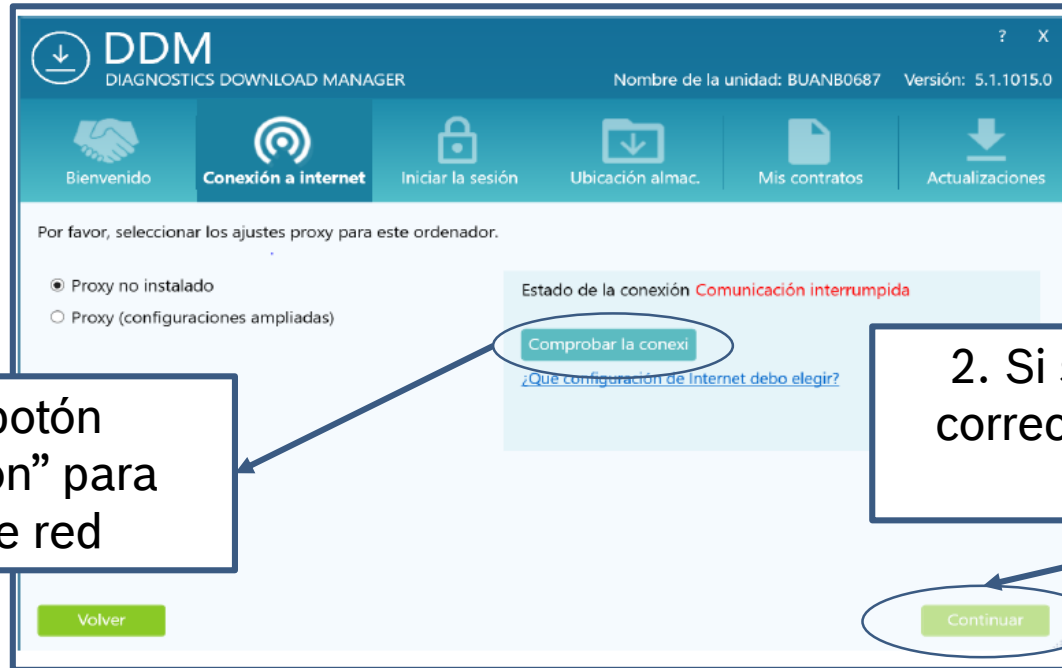 DDM
DIAGNOSTICS DOWNLOAD MANAGER
? X
Nombre de la unidad: BUANB0687 Versión: 5.1.1015.0
Bienvenido
Conexión a internet
Iniciar la sesión
Ubicación almac.
Mis contratos
Actualizaciones
Por favor, seleccionar los ajustes proxy para este ordenador.
Proxy no instalado
Proxy (configuraciones ampliadas)
Estado de la conexión Comunicación interrumpida
Comprobar la conexi
¿Qué configuración de Internet debo elegir?
botón
ón” para
e red
2. Si
correc
Volver
Continuar